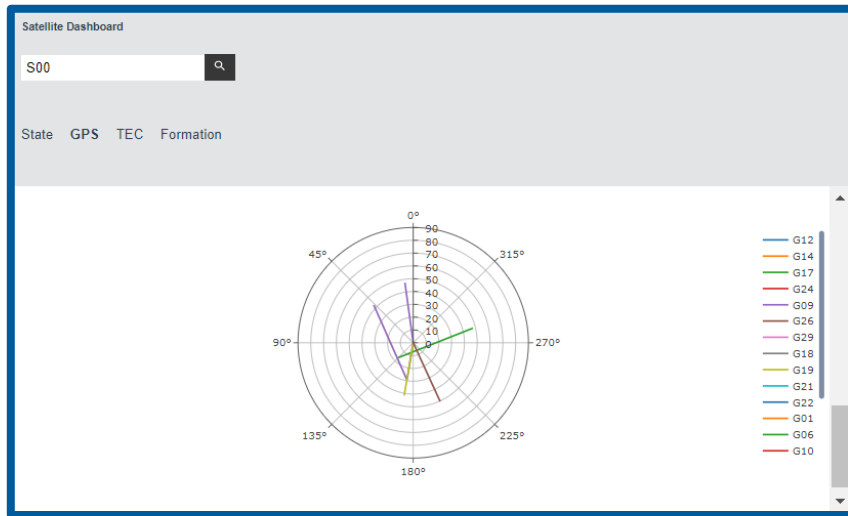 Satellite Dashboard
S00
State GPS TEC Formation
0°
90
80
45° 315°
70
60
50
40
30
20
10
90° 0 270°
135° 225°
180°
G12
G14
G17
G24
G09
G26
G29
G18
G19
G21
G22
G01
G06
G10